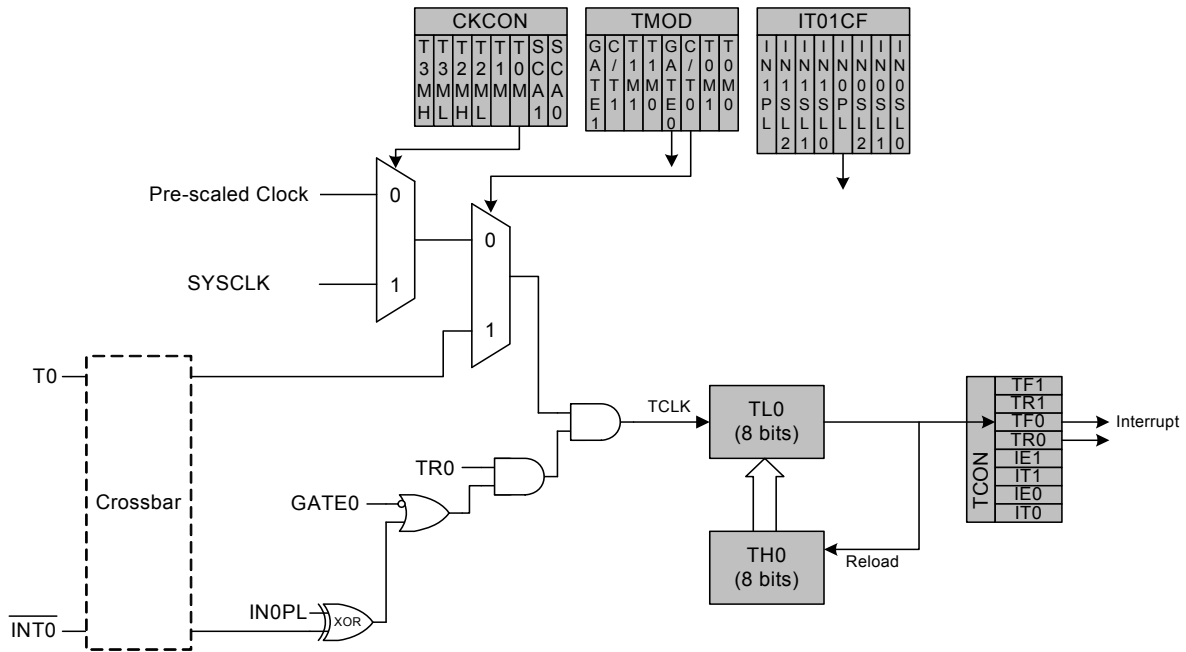 CKCON
T3MH
T3ML
T2MH
T2ML
T1M
T0M
SCA1
SCA0
TMOD
GATE1
C/T1
T1M1
T1M0
GATE0
C/T0
T0M1
T0M0
IT01CF
IN1PL
IN1SL2
IN1SL1
IN1SL0
IN0PL
IN0SL2
IN0SL1
IN0SL0
Pre-scaled Clock
0
SYSCLK
1
0
1
T0
Crossbar
INT0
GATE0
TR0
IN0PL
XOR
TCLK
TL0
(8 bits)
TH0
(8 bits)
Reload
TCON
TF1
TR1
TF0
TR0
IE1
IT1
IE0
IT0
Interrupt